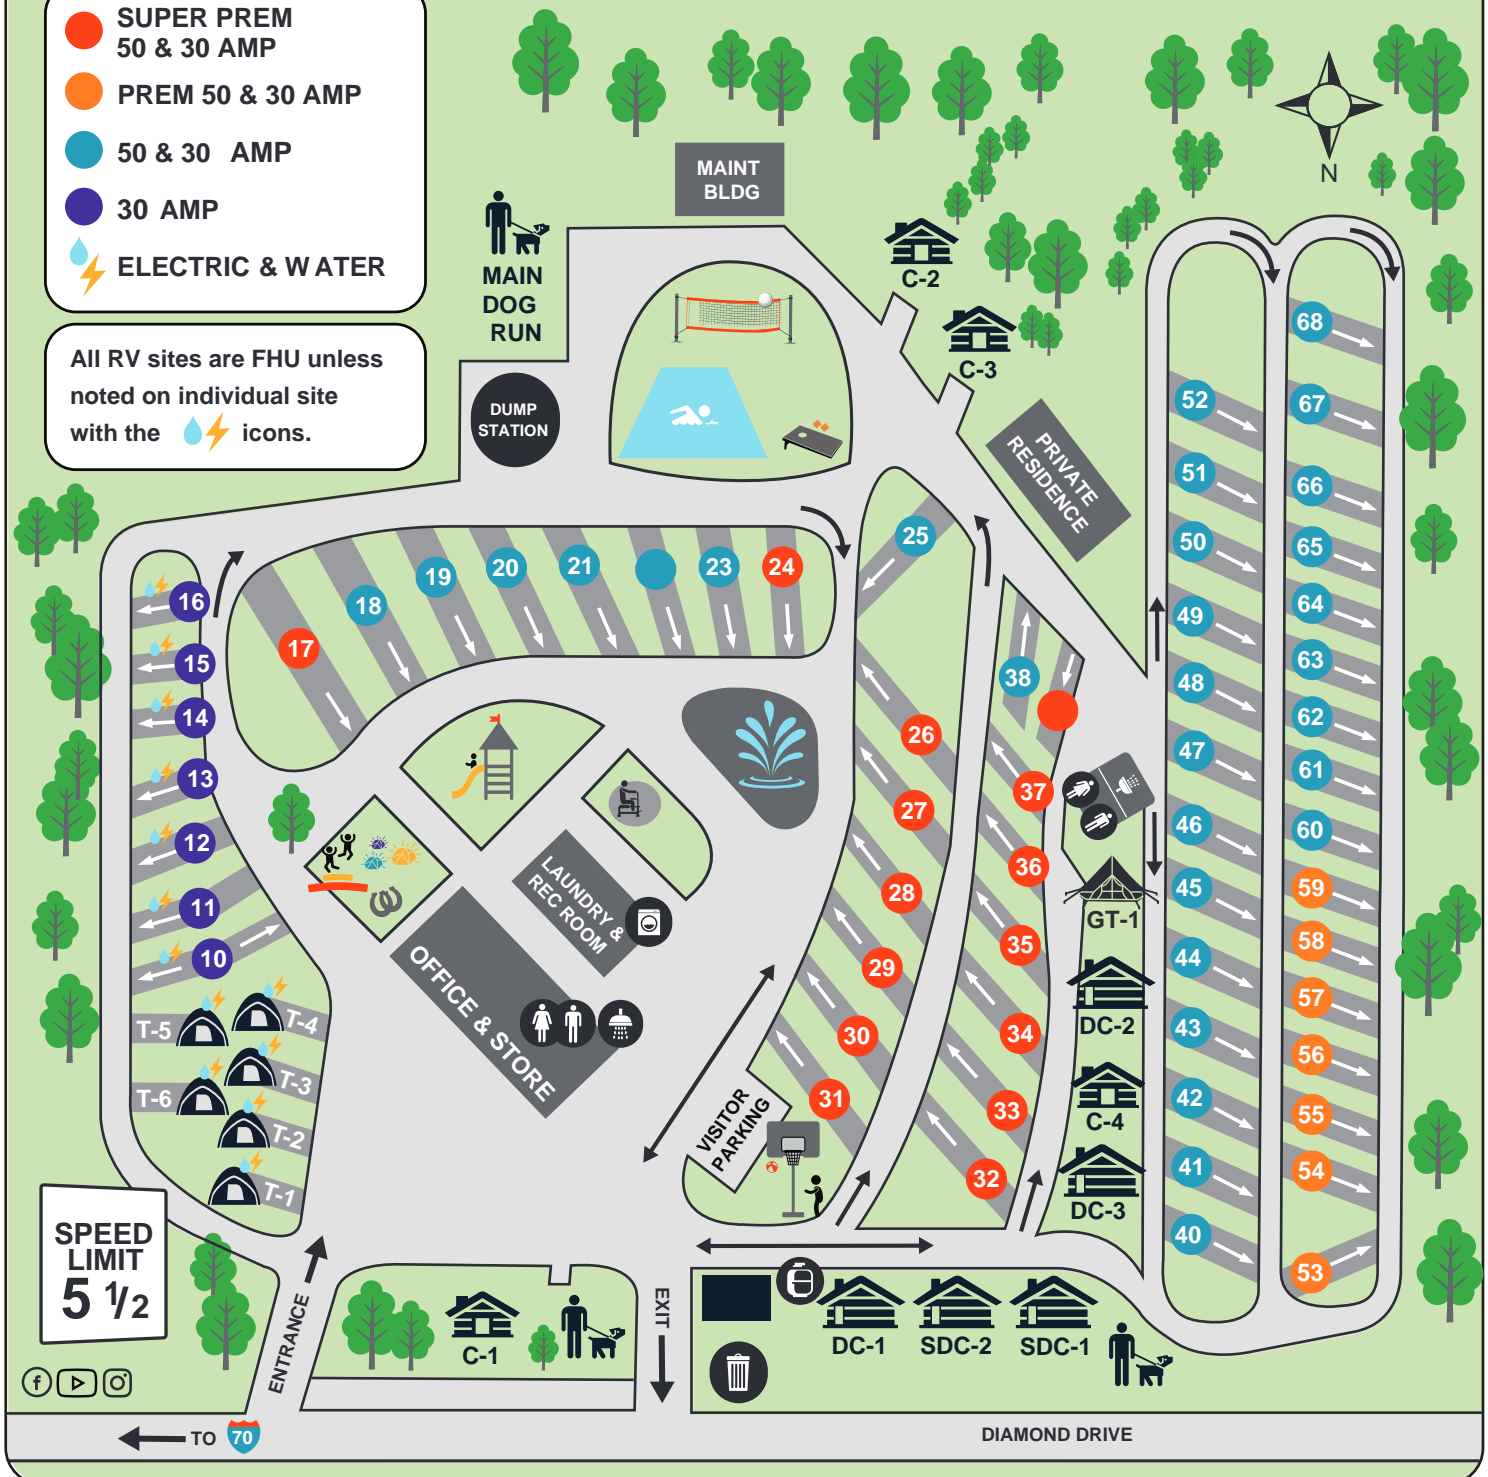 SUPER PREM
50 & 30 AMP
PREM 50 & 30 AMP
50 & 30 AMP
30 AMP
ELECTRIC & WATER
All RV sites are FHU unless
noted on individual site
with the icons.
MAINT
BLDG
MAIN
DOG
RUN
DUMP
STATION
C-2
C-3
PRIVATE
RESIDENCE
N
68
67
66
65
64
63
62
61
60
59
58
57
56
55
54
53
52
51
50
49
48
47
46
45
44
43
42
41
40
25
24
23
21
20
19
18
17
16
15
14
13
12
11
10
T-5
T-4
T-3
T-6
T-2
T-1
38
37
36
35
34
33
32
26
27
28
29
30
31
LAUNDRY &
REC ROOM
OFFICE & STORE
VISITOR
PARKING
GT-1
DC-2
C-4
DC-3
SPEED
LIMIT
5 1/2
ENTRANCE
C-1
EXIT
DC-1
SDC-2
SDC-1
TO 70
DIAMOND DRIVE